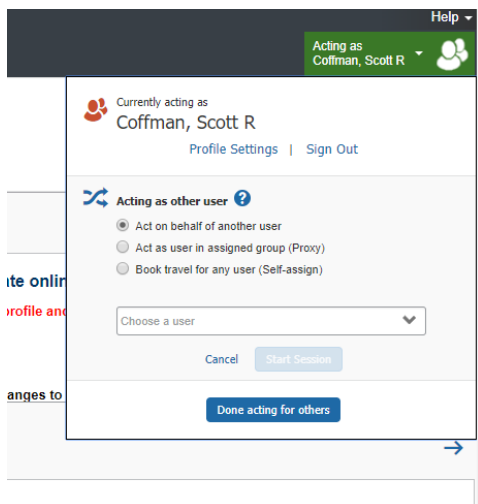 Help
Acting as
Coffman, Scott R
Currently acting as
Coffman, Scott R
Profile Settings | Sign Out
Acting as other user ?
Act on behalf of another user
Act as user in assigned group (Proxy)
Book travel for any user (Self-assign)
ate onlin
profile and
Choose a user
Cancel Start Session
anges to
Done acting for others